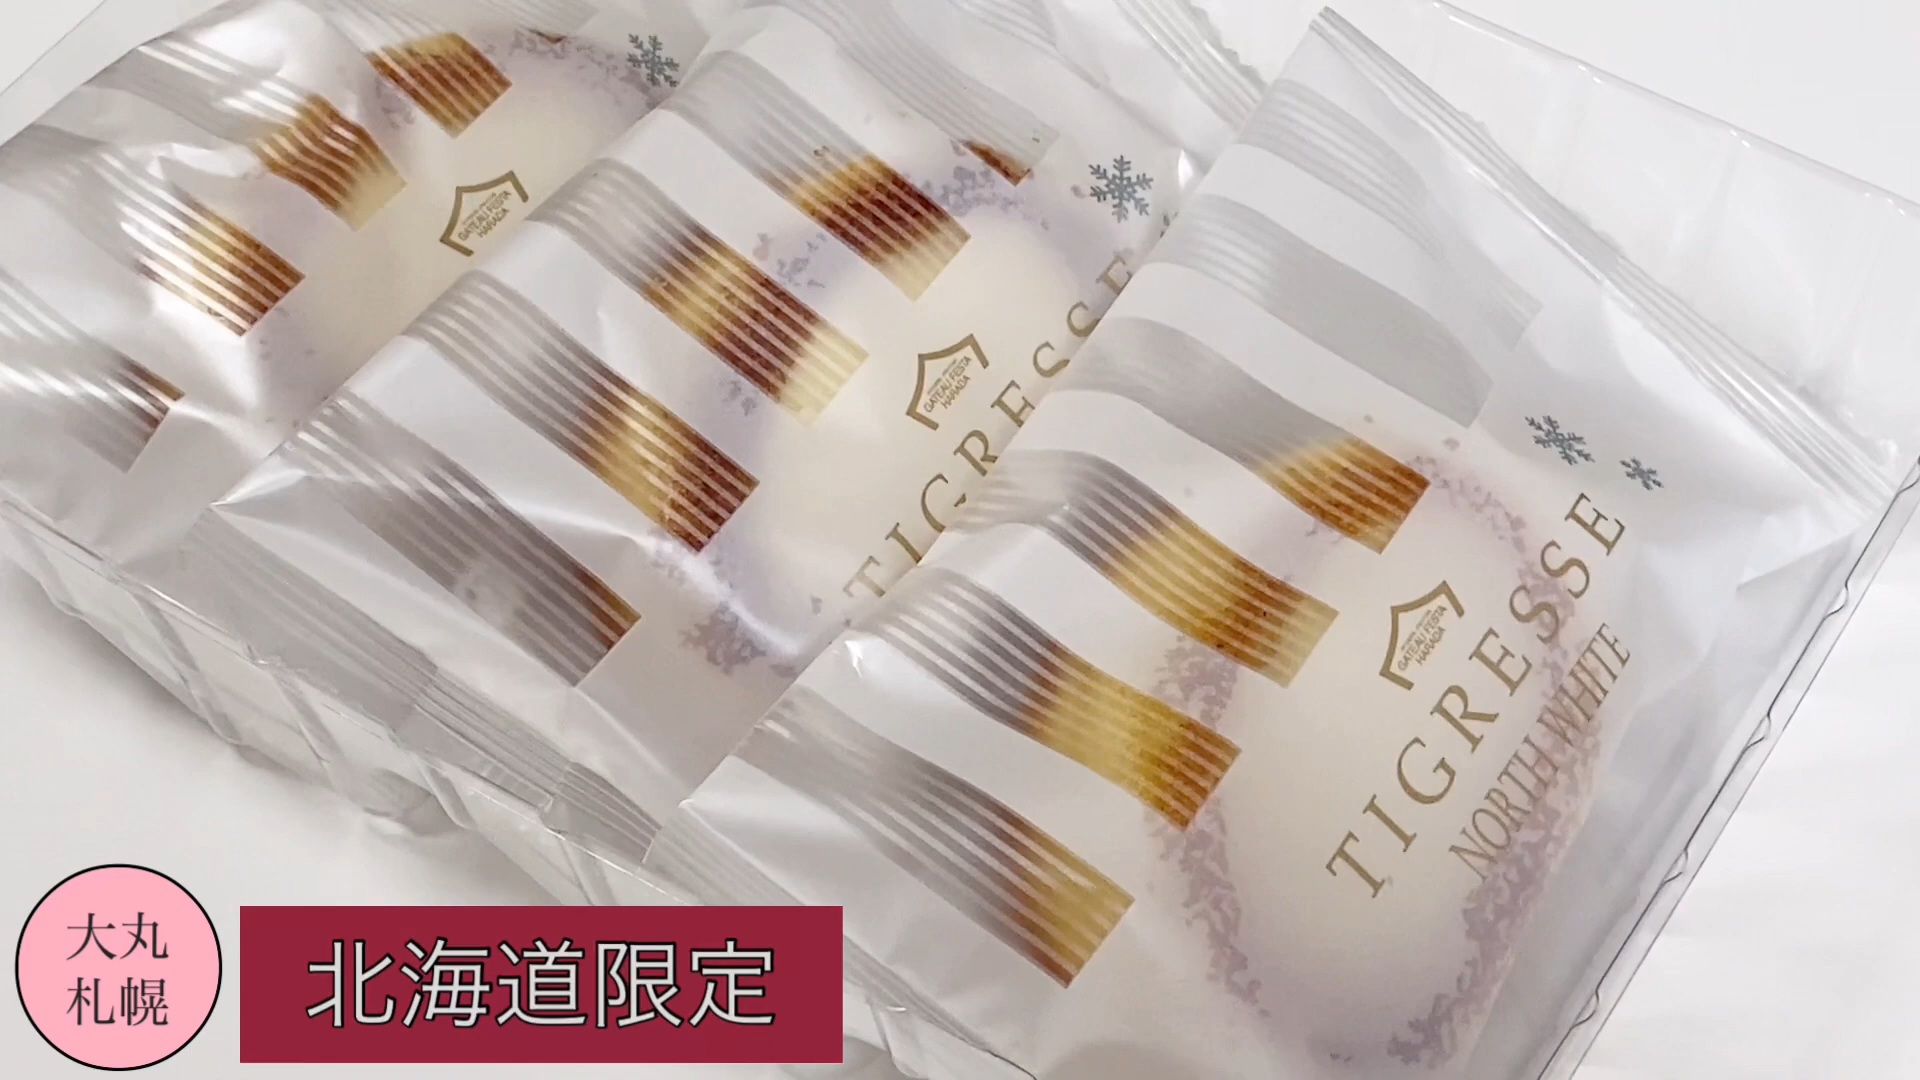 GATEAU FESTA
HARADA
GATEAU FESTA
HARADA
TIGRESSE
GATEAU FESTA
HARADA
TIGRESSE
NORTH WHITE
大丸
札幌
北海道限定